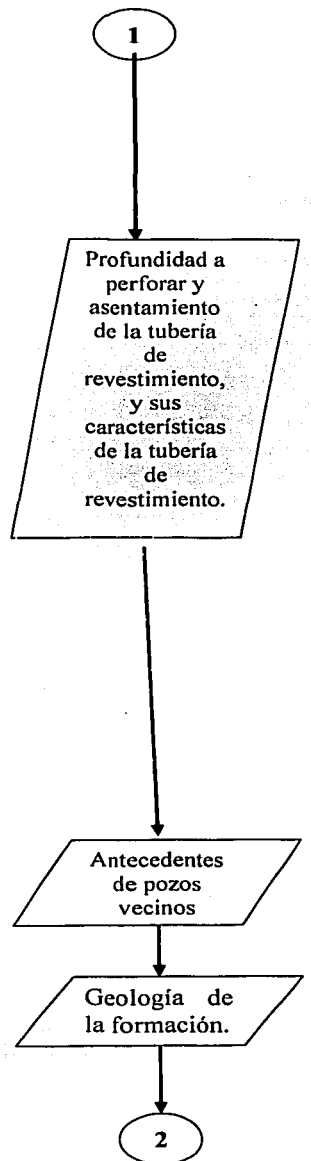 1
Profundidad a
perforar y
asentamiento
de la tubería
de
revestimiento,
y sus
características
de la tubería
de
revestimiento.
Antecedentes
de pozos
vecinos
Geología de
la formación.
2